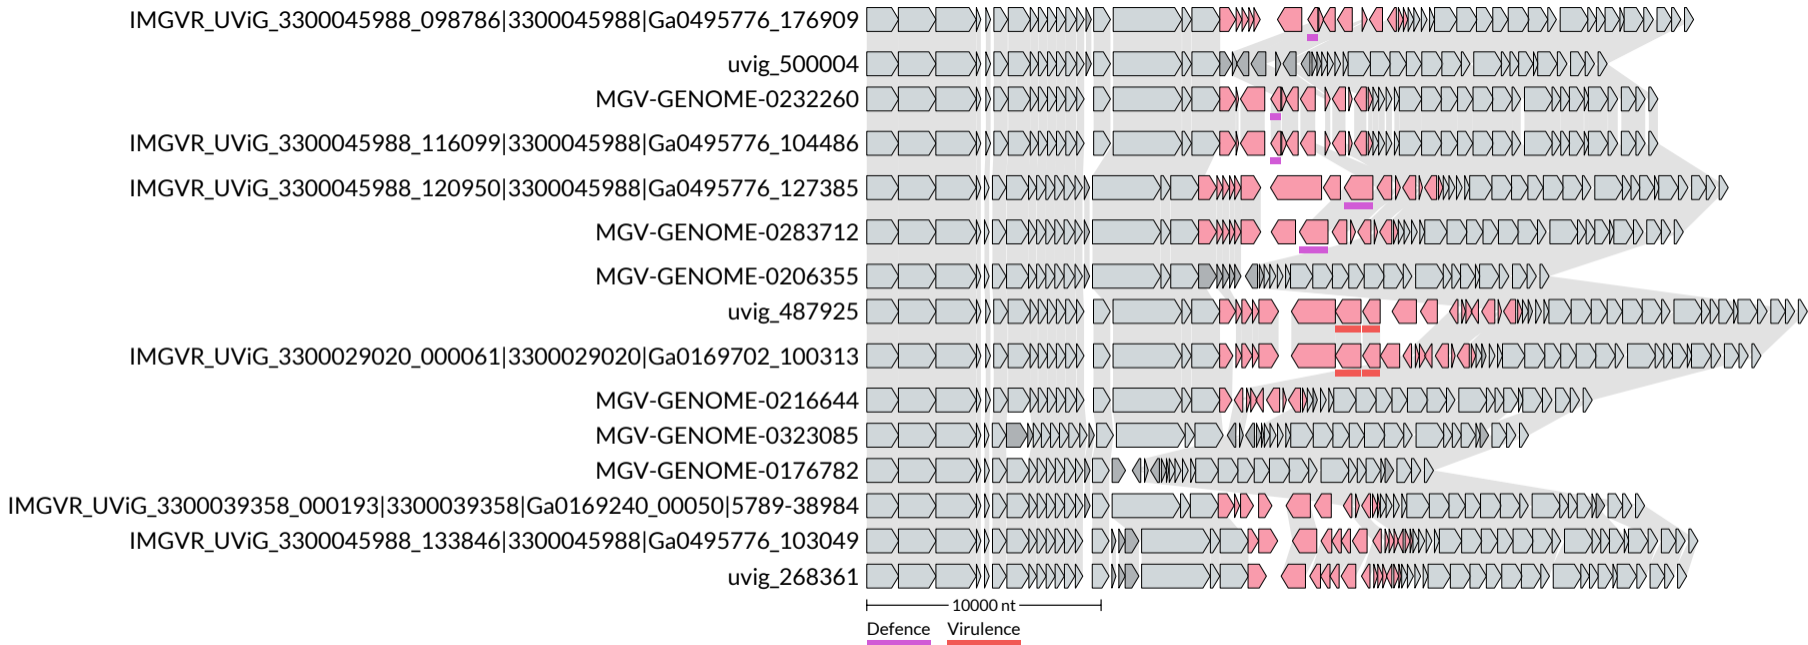 IMGVR_UViG_3300045988_098786|3300045988|Ga0495776_176909
uvig_500004
MGV-GENOME-0232260
IMGVR_UViG_3300045988_116099|3300045988|Ga0495776_104486
IMGVR_UViG_3300045988_120950|3300045988|Ga0495776_127385
MGV-GENOME-0283712
MGV-GENOME-0206355
uvig_487925
IMGVR_UViG_3300029020_000061|3300029020|Ga0169702_100313
MGV-GENOME-0216644
MGV-GENOME-0323085
MGV-GENOME-0176782
IMGVR_UViG_3300039358_000193|3300039358|Ga0169240_00050|5789-38984
IMGVR_UViG_3300045988_133846|3300045988|Ga0495776_103049
uvig_268361
10000 nt
Defence Virulence